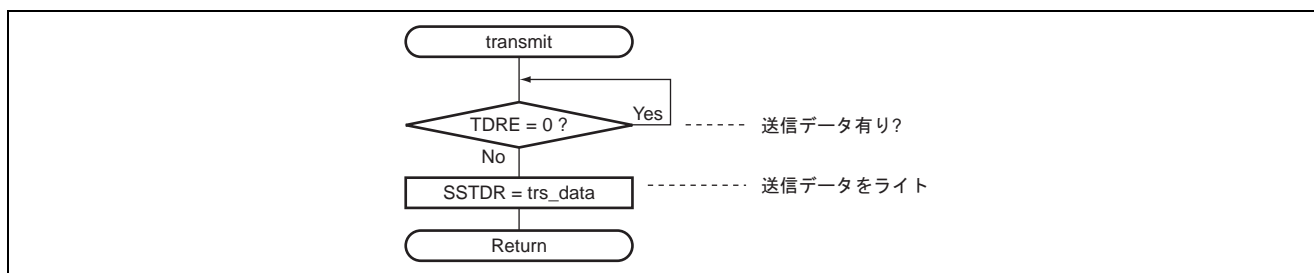 transmit
Yes
TDRE = 0 ?
送信データ有り?
No
SSTDR = trs_data
送信データをライト
Return